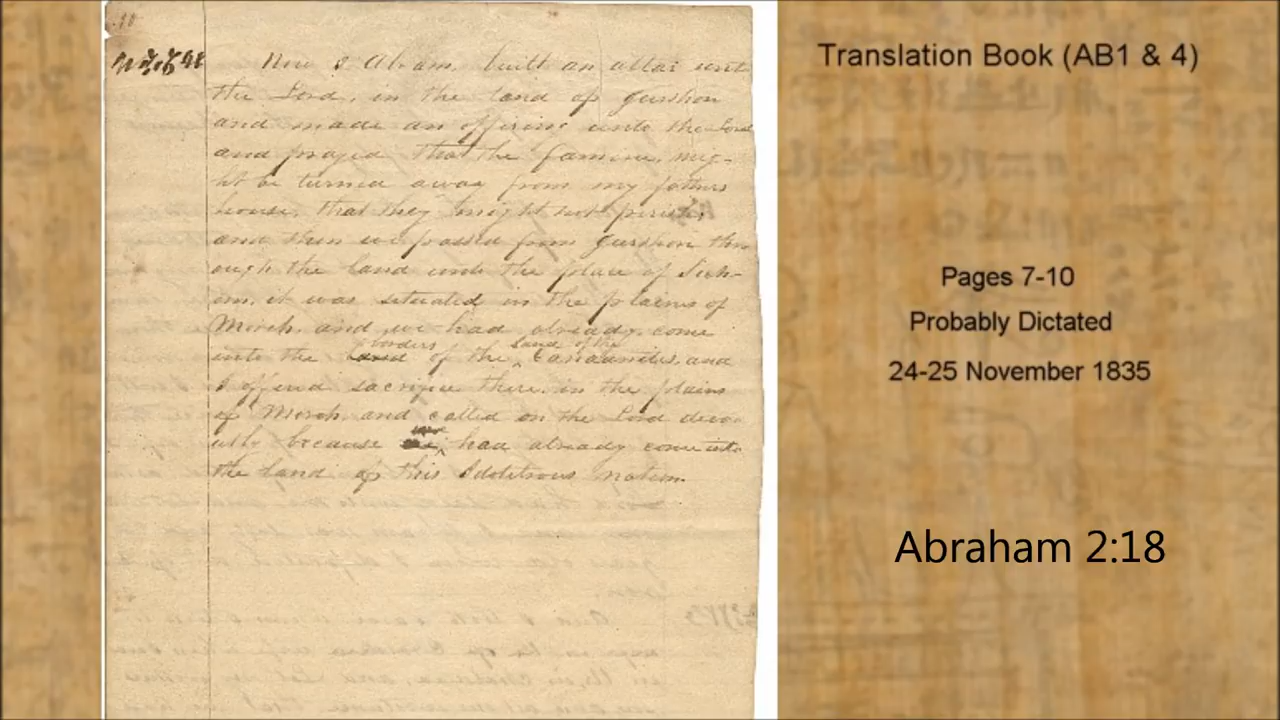 Translation Book (AB1 & 4)
Pages 7-10
Probably Dictated
24-25 November 1835
Abraham 2:18
Now I Abram built an altar unto
the Lord, in the land of Gurshon
and made an offering unto the Lord
and prayed that the famine, mig-
ht be turned away from my fathers
house, that they might not perish,
and then we passed from Gurshon thro
ough the land unto the place of Sich-
em, it was situated in the plains of
Moreh, and we had already, come
borders land of the
into the land of the Canaanites, and
I offered sacrifice there, in the plains
of Moreh, and called on the Lord devo
utly because we had already come into
the land of this Idolitrous nation.